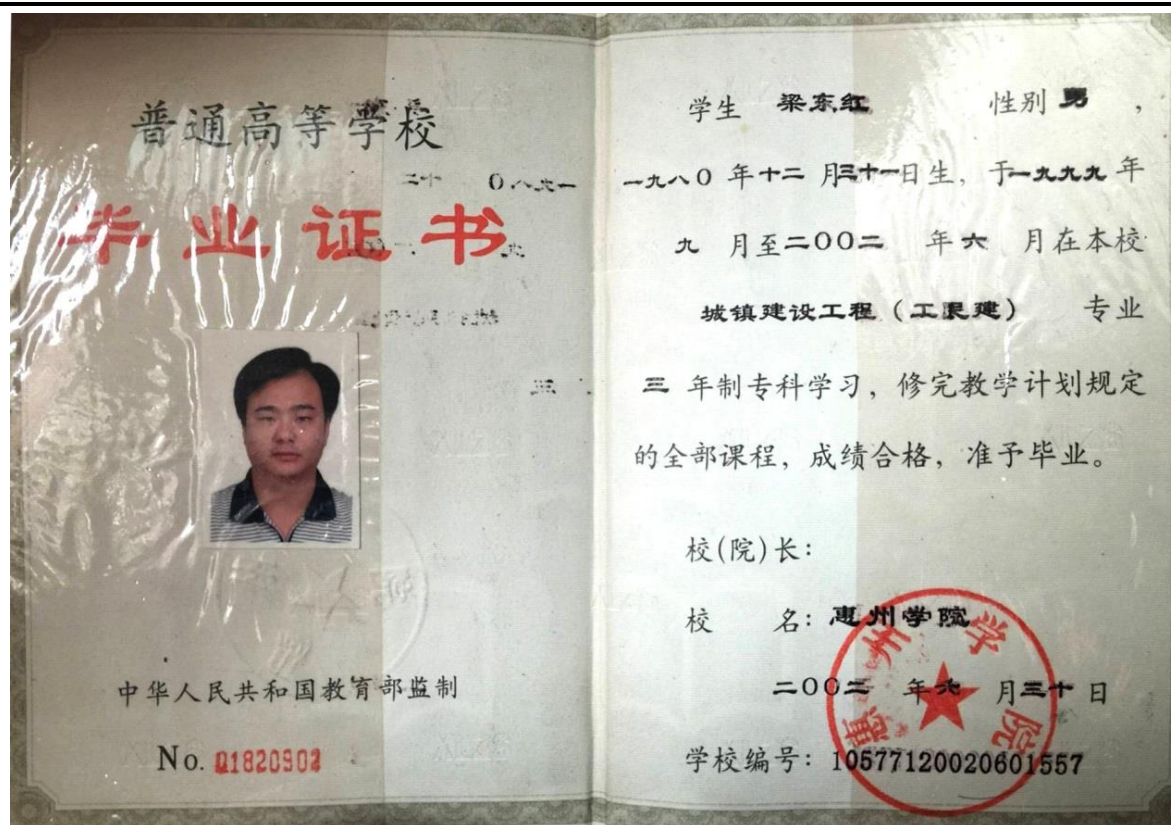 普通高等学校
毕业证书
中华人民共和国教育部监制
No. 01820902
学生 梁东红 性别 男 ,
一九八0 年十二 月三十一日生, 于一九九九 年
九 月至二00二 年六 月在本校
城镇建设工程（工民建） 专业
三 年制专科学习, 修完教学计划规定
的全部课程, 成绩合格, 准予毕业。
校(院)长:
校 名: 惠州学院
二00二 年六 月三十 日
学校编号: 10577120020601557
惠州学院